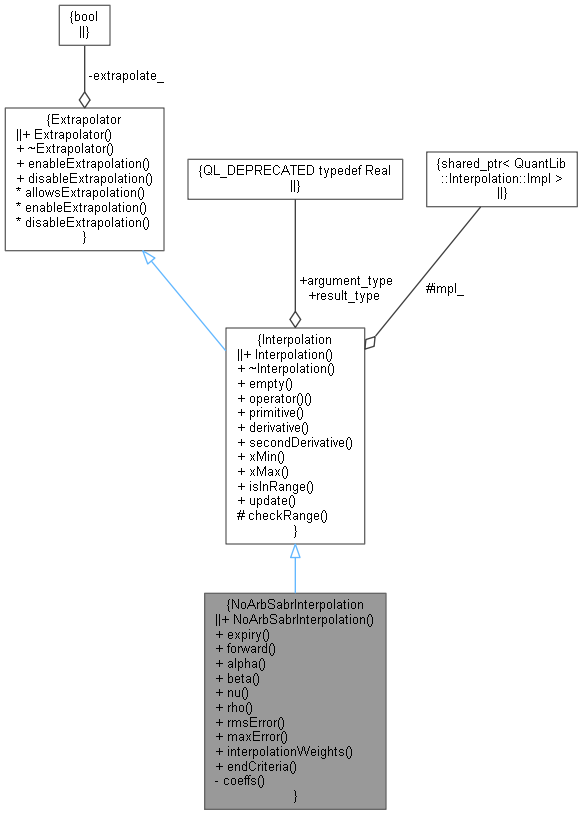 {bool
||}
-extrapolate_
{Extrapolator
||+ Extrapolator()
+ ~Extrapolator()
+ enableExtrapolation()
+ disableExtrapolation()
* allowsExtrapolation()
* enableExtrapolation()
* disableExtrapolation()
}
{QL_DEPRECATED typedef Real
||}
{shared_ptr< QuantLib
::Interpolation::Impl >
||}
+argument_type
+result_type
#impl_
{Interpolation
||+ Interpolation()
+ ~Interpolation()
+ empty()
+ operator()()
+ primitive()
+ derivative()
+ secondDerivative()
+ xMin()
+ xMax()
+ isInRange()
+ update()
# checkRange()
}
{NoArbSabrInterpolation
||+ NoArbSabrInterpolation()
+ expiry()
+ forward()
+ alpha()
+ beta()
+ nu()
+ rho()
+ rmsError()
+ maxError()
+ interpolationWeights()
+ endCriteria()
- coeffs()
}